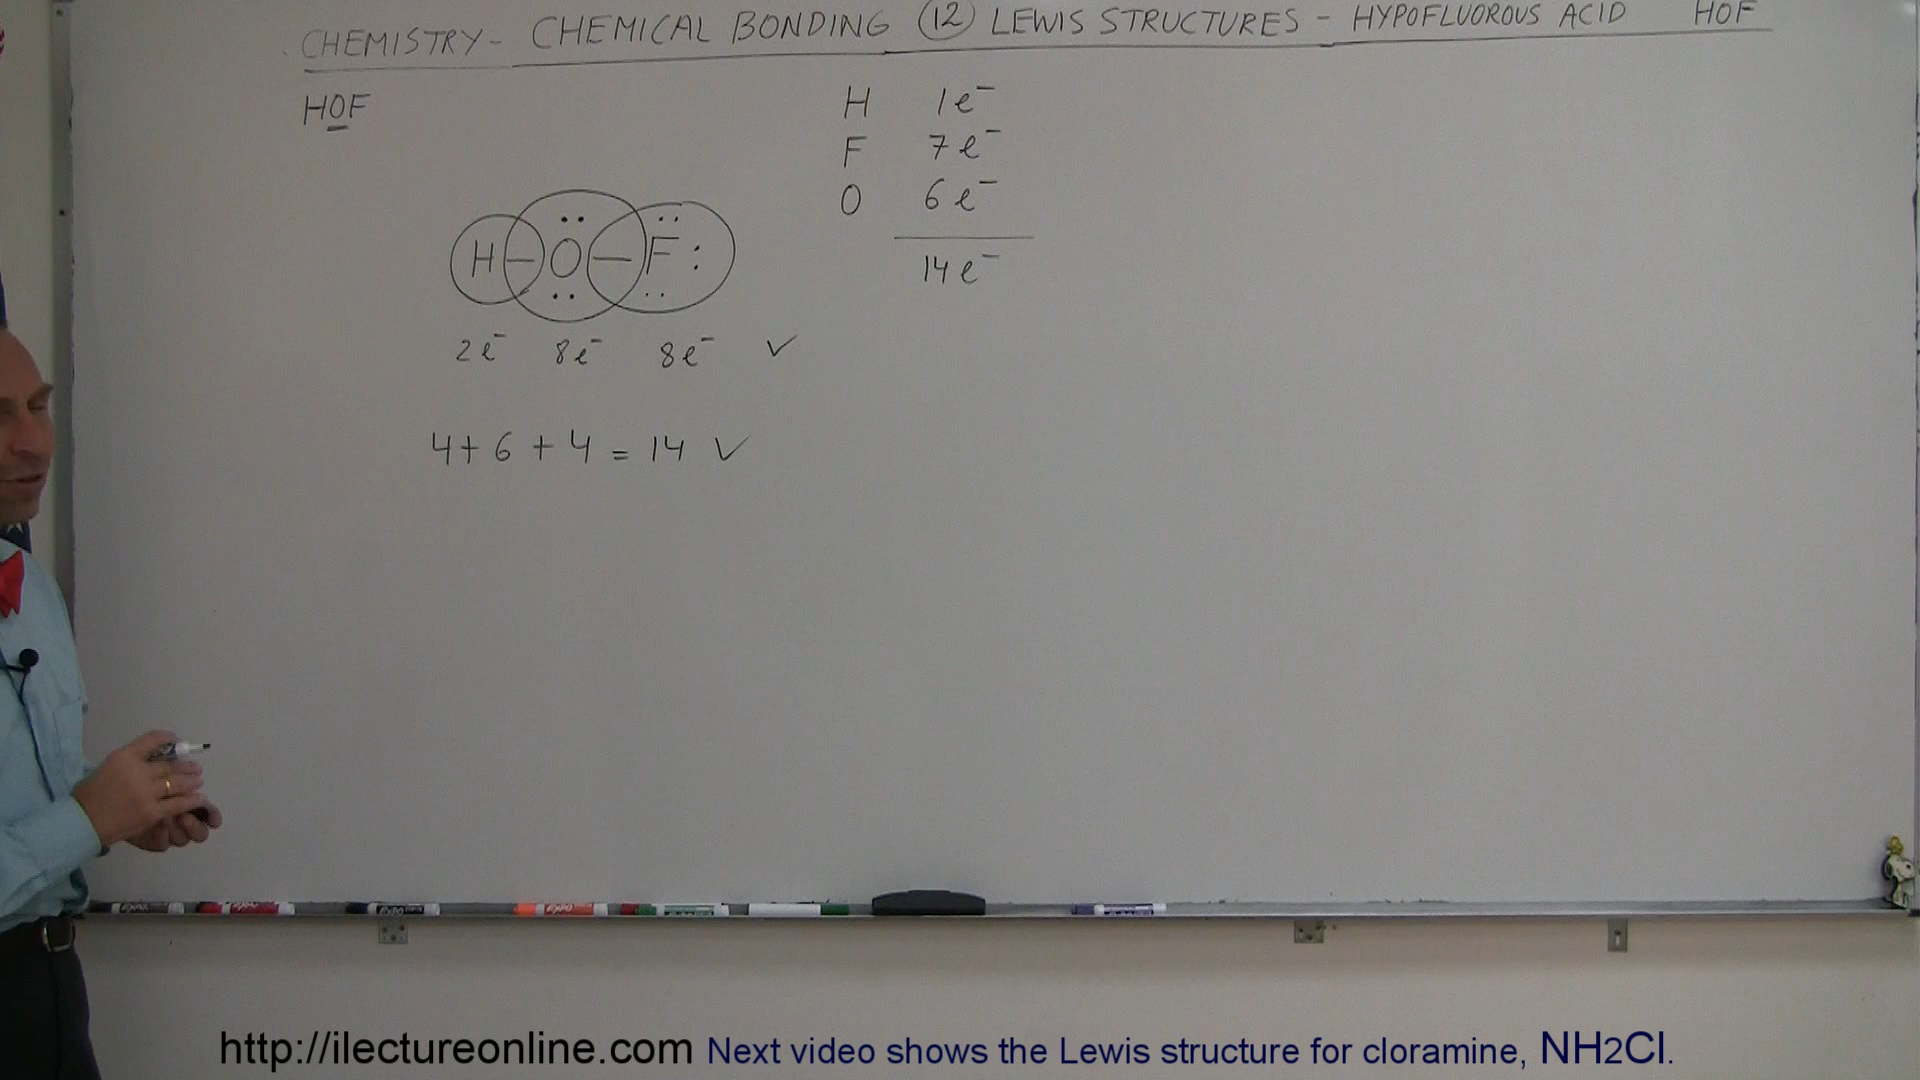 CHEMISTRY - CHEMICAL BONDING (12) LEWIS STRUCTURES - HYPOFLUOROUS ACID HOF
HOF
H 1e⁻
F 7e⁻
O 6e⁻
14e⁻
H-O-F:
2e⁻ 8e⁻ 8e⁻ ✓
4+6+4=14 ✓
EXPO
http://ilectureonline.com Next video shows the Lewis structure for cloramine, NH2Cl.